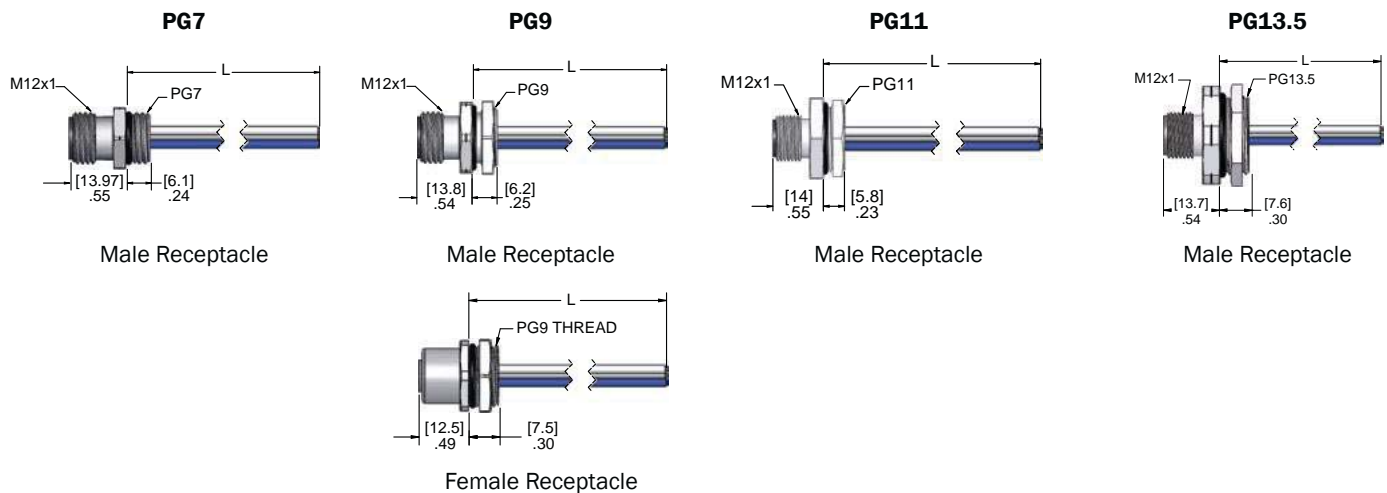 PG7
PG9
PG11
PG13.5
L
M12x1
PG7
[13.97]
.55
[6.1]
.24
Male Receptacle
L
M12x1
PG9
[13.8]
.54
[6.2]
.25
Male Receptacle
L
M12x1
PG11
[14]
.55
[5.8]
.23
Male Receptacle
L
M12x1
PG13.5
[13.7]
.54
[7.6]
.30
Male Receptacle
L
PG9 THREAD
[12.5]
.49
[7.5]
.30
Female Receptacle